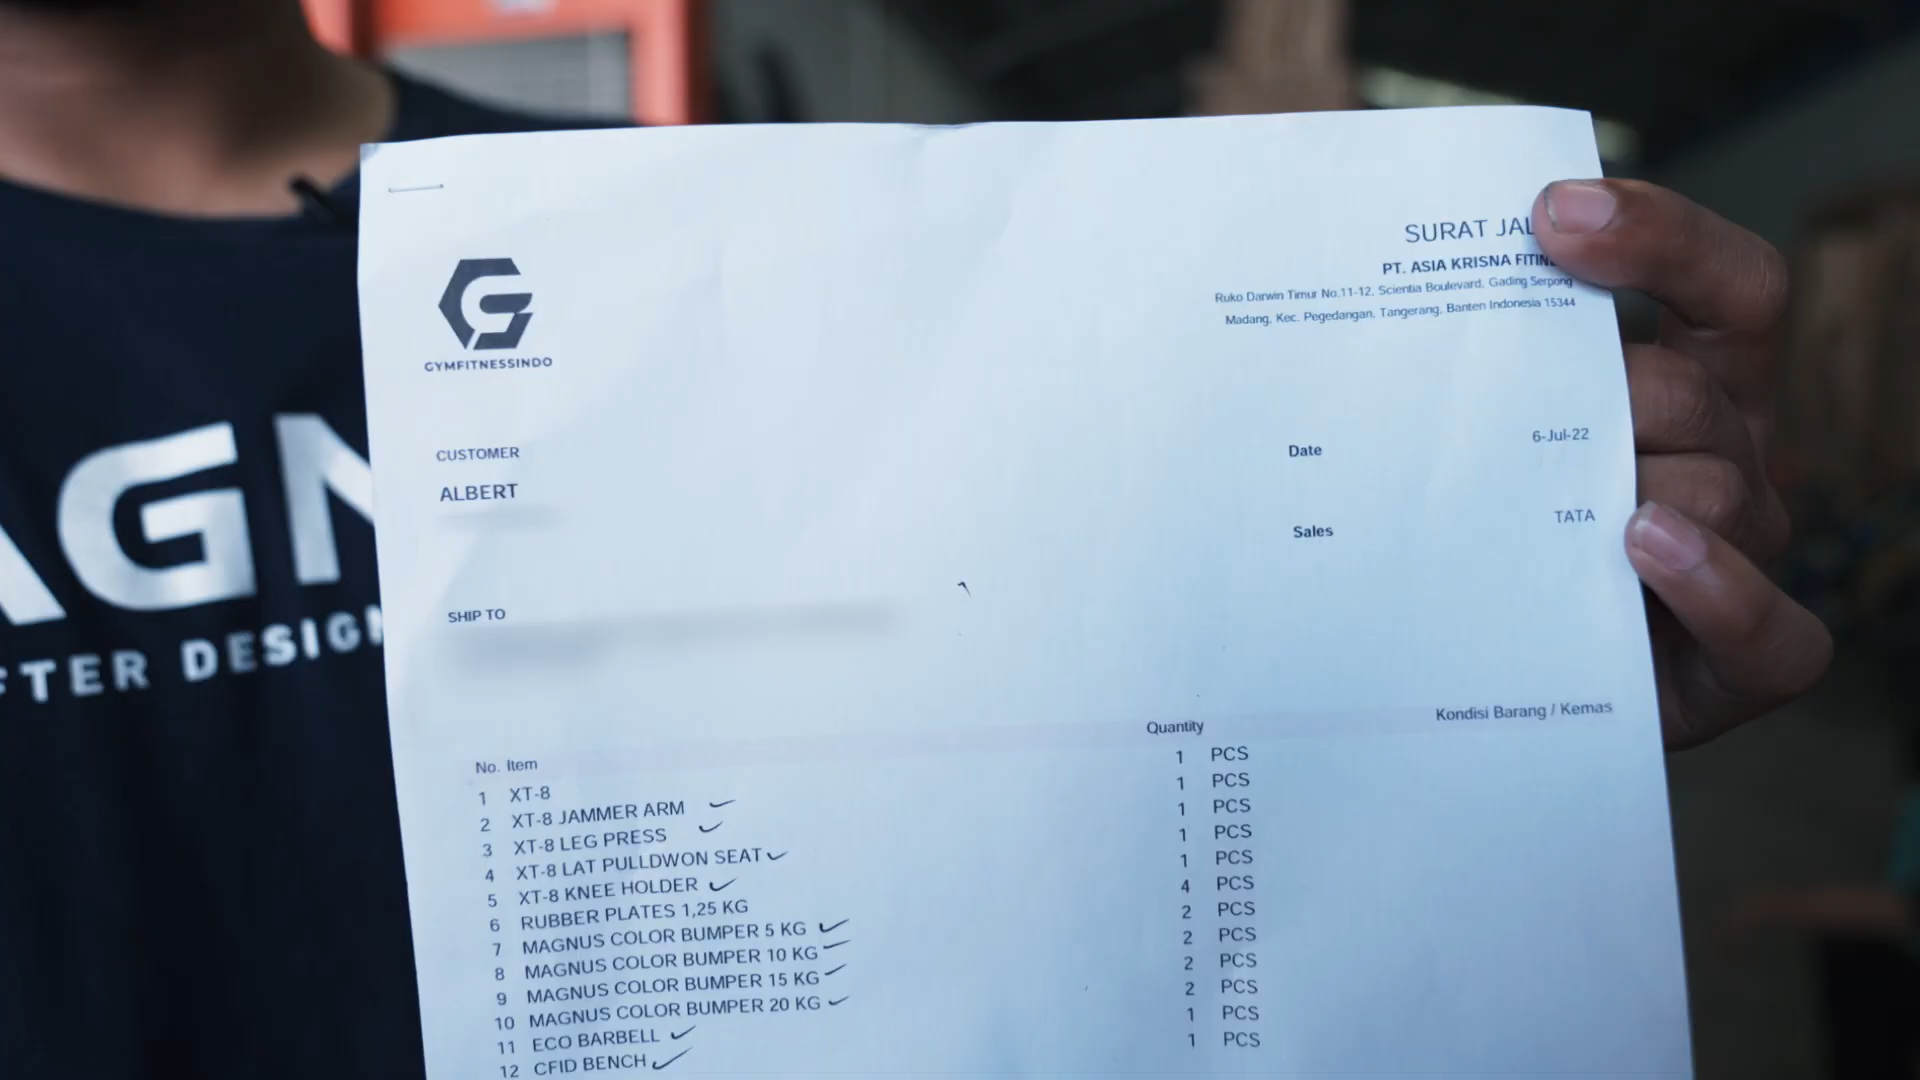 SURAT JAL
PT. ASIA KRISNA FITIN
Ruko Darwin Timur No.11-12, Scientia Boulevard, Gading Serpong
Madang, Kec. Pegedangan, Tangerang, Banten Indonesia 15344
GYMFITNESSINDO
CUSTOMER
ALBERT
Date 6-Jul-22
Sales TATA
SHIP TO
No. Item Quantity Kondisi Barang / Kemas
1 XT-8 1 PCS
2 XT-8 JAMMER ARM 1 PCS
3 XT-8 LEG PRESS 1 PCS
4 XT-8 LAT PULLDWON SEAT 1 PCS
5 XT-8 KNEE HOLDER 1 PCS
6 RUBBER PLATES 1,25 KG 4 PCS
7 MAGNUS COLOR BUMPER 5 KG 2 PCS
8 MAGNUS COLOR BUMPER 10 KG 2 PCS
9 MAGNUS COLOR BUMPER 15 KG 2 PCS
10 MAGNUS COLOR BUMPER 20 KG 2 PCS
11 ECO BARBELL 1 PCS
12 CFID BENCH 1 PCS
AGN
FTER DESIGN